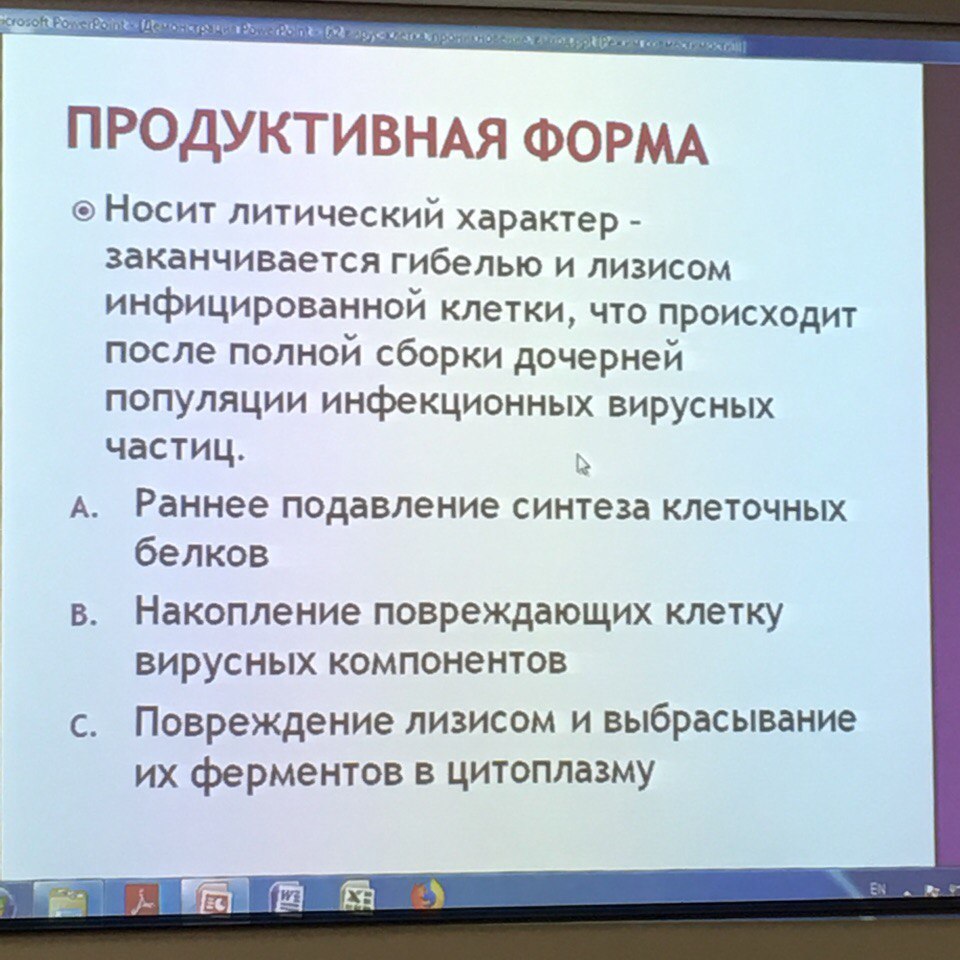 Microsoft PowerPoint - [Демонстрация PowerPoint - [
ПРОДУКТИВНАЯ ФОРМА
Носит литический характер -
заканчивается гибелью и лизисом
инфицированной клетки, что происходит
после полной сборки дочерней
популяции инфекционных вирусных
частиц.
A. Раннее подавление синтеза клеточных
белков
B. Накопление повреждающих клетку
вирусных компонентов
C. Повреждение лизисом и выбрасывание
их ферментов в цитоплазму
EN